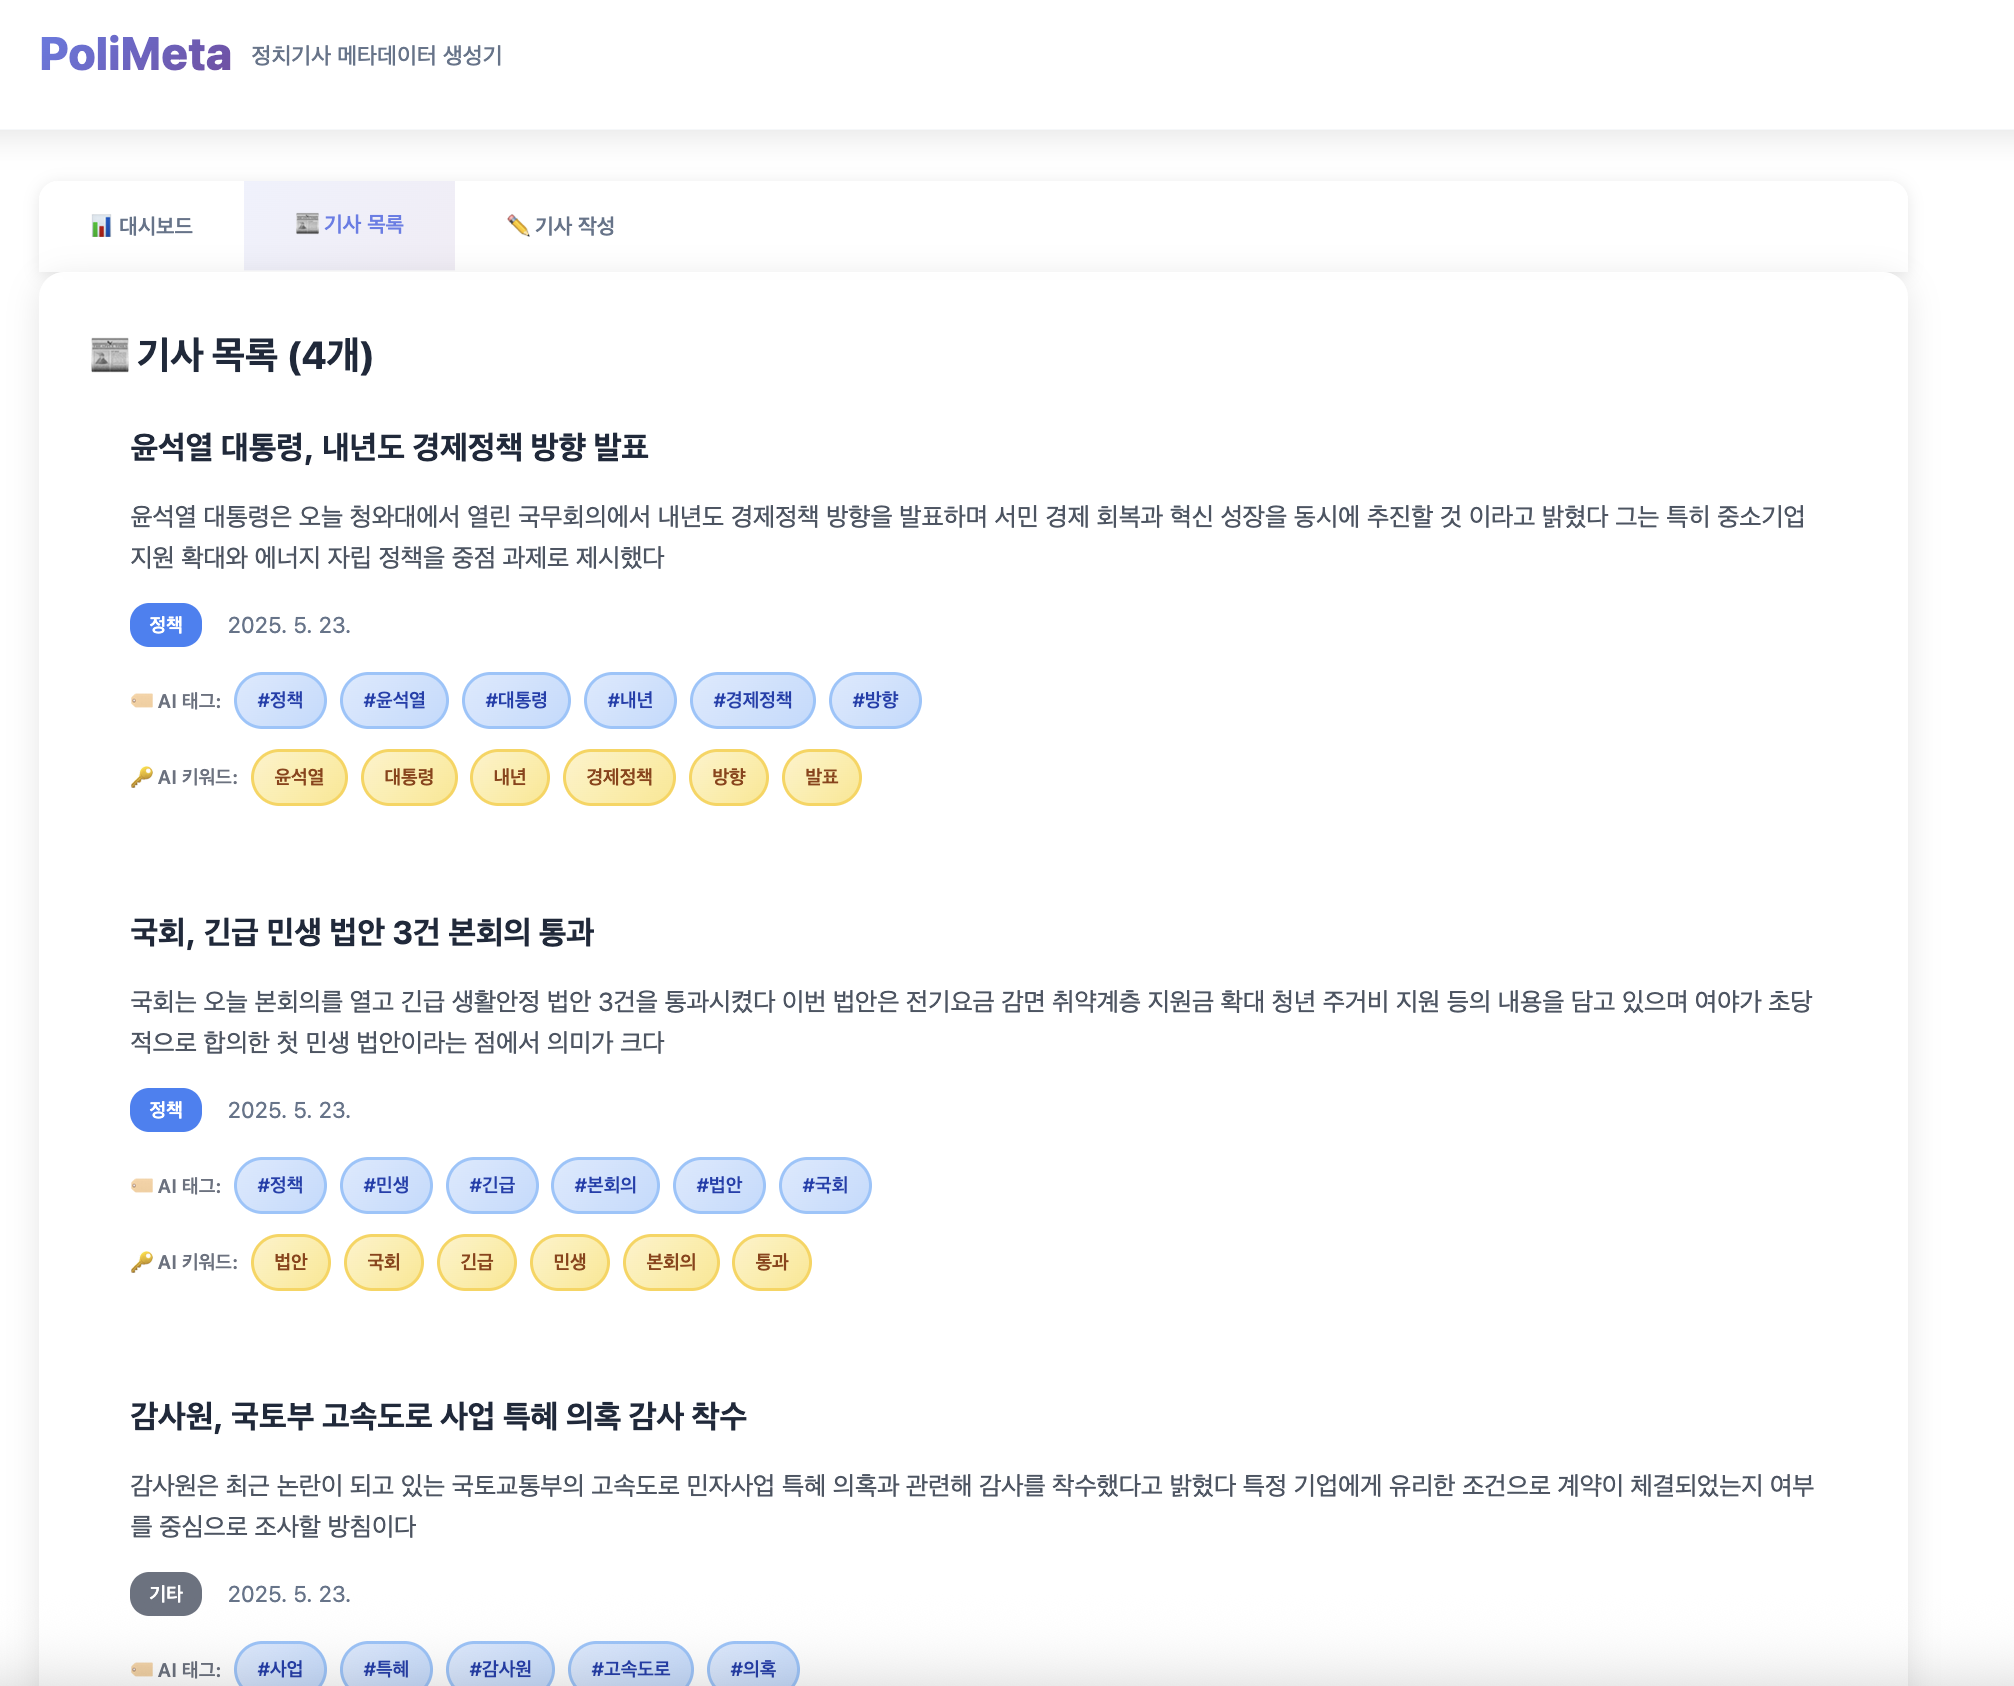 PoliMeta 정치기사 메타데이터 생성기
대시보드 기사 목록 기사 작성
기사 목록 (4개)
윤석열 대통령, 내년도 경제정책 방향 발표
윤석열 대통령은 오늘 청와대에서 열린 국무회의에서 내년도 경제정책 방향을 발표하며 서민 경제 회복과 혁신 성장을 동시에 추진할 것 이라고 밝혔다 그는 특히 중소기업
지원 확대와 에너지 자립 정책을 중점 과제로 제시했다
정책 2025. 5. 23.
AI 태그: #정책 #윤석열 #대통령 #내년 #경제정책 #방향
AI 키워드: 윤석열 대통령 내년 경제정책 방향 발표
국회, 긴급 민생 법안 3건 본회의 통과
국회는 오늘 본회의를 열고 긴급 생활안정 법안 3건을 통과시켰다 이번 법안은 전기요금 감면 취약계층 지원금 확대 청년 주거비 지원 등의 내용을 담고 있으며 여야가 초당
적으로 합의한 첫 민생 법안이라는 점에서 의미가 크다
정책 2025. 5. 23.
AI 태그: #정책 #민생 #긴급 #본회의 #법안 #국회
AI 키워드: 법안 국회 긴급 민생 본회의 통과
감사원, 국토부 고속도로 사업 특혜 의혹 감사 착수
감사원은 최근 논란이 되고 있는 국토교통부의 고속도로 민자사업 특혜 의혹과 관련해 감사를 착수했다고 밝혔다 특정 기업에게 유리한 조건으로 계약이 체결되었는지 여부
를 중심으로 조사할 방침이다
기타 2025. 5. 23.
AI 태그: #사업 #특혜 #감사원 #고속도로 #의혹